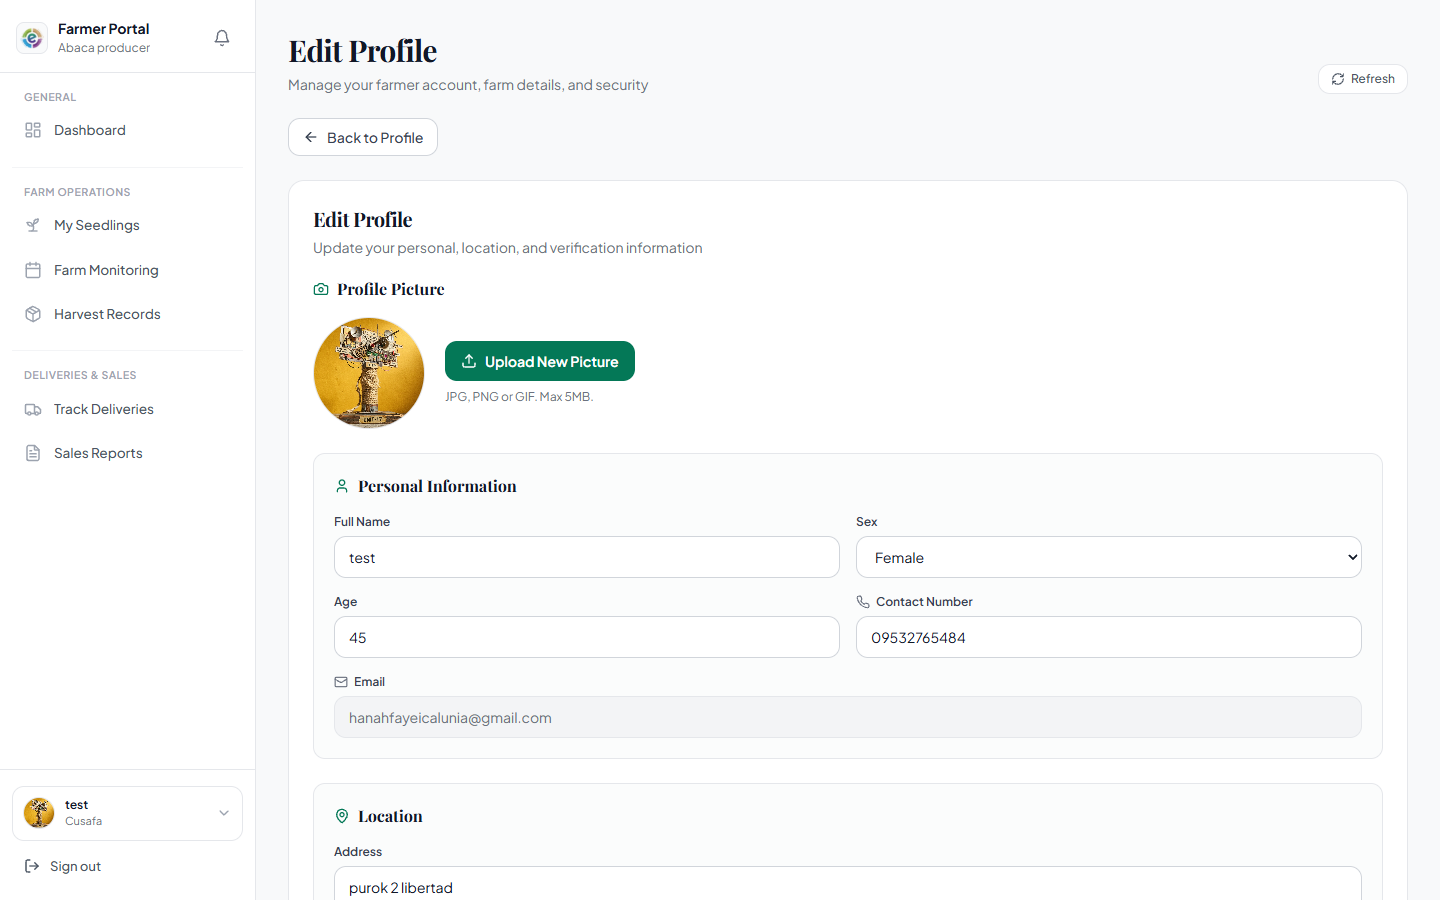 Farmer Portal
Abaca producer
GENERAL
Dashboard
FARM OPERATIONS
My Seedlings
Farm Monitoring
Harvest Records
DELIVERIES & SALES
Track Deliveries
Sales Reports
test
Cusafa
Sign out
Edit Profile
Manage your farmer account, farm details, and security
Refresh
Back to Profile
Edit Profile
Update your personal, location, and verification information
Profile Picture
Upload New Picture
JPG, PNG or GIF. Max 5MB.
Personal Information
Full Name
test
Sex
Female
Age
45
Contact Number
09532765484
Email
hanahfayeicalunia@gmail.com
Location
Address
purok 2 libertad